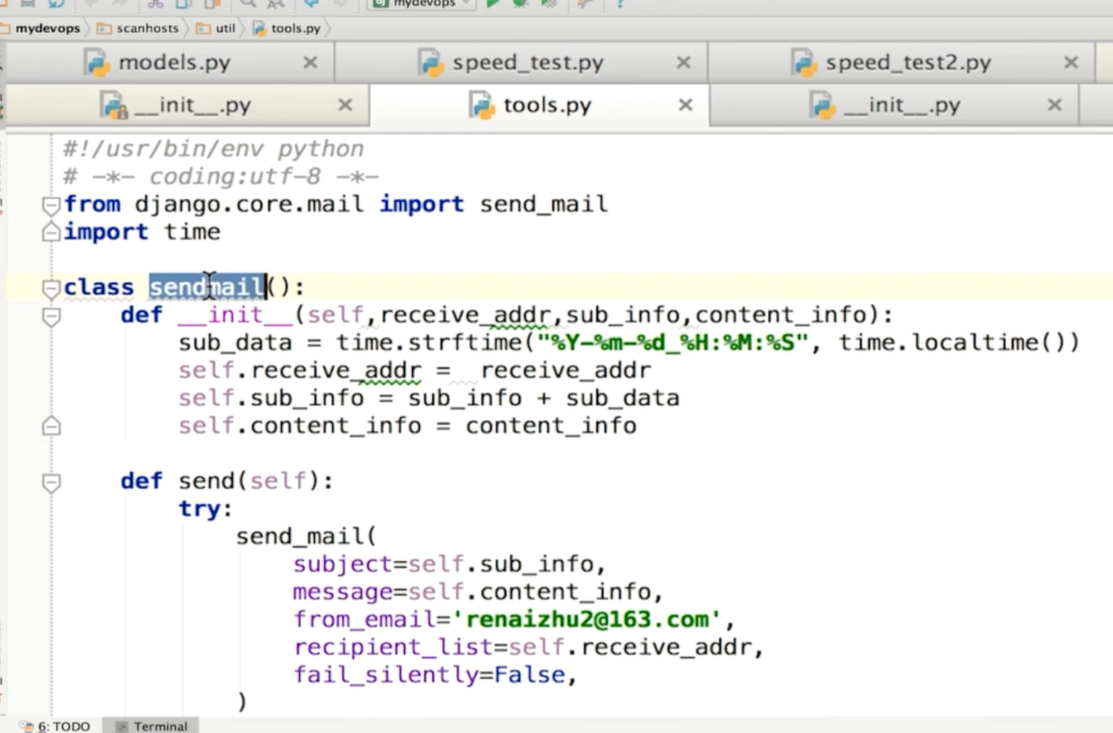 mydevops
mydevops scanhosts util tools.py
models.py speed_test.py speed_test2.py
__init__.py tools.py __init__.py
#!/usr/bin/env python
# -*- coding:utf-8 -*-
from django.core.mail import send_mail
import time
class sendmail():
def __init__(self,receive_addr,sub_info,content_info):
sub_data = time.strftime("%Y-%m-%d_%H:%M:%S", time.localtime())
self.receive_addr = receive_addr
self.sub_info = sub_info + sub_data
self.content_info = content_info
def send(self):
try:
send_mail(
subject=self.sub_info,
message=self.content_info,
from_email='renaizhu2@163.com',
recipient_list=self.receive_addr,
fail_silently=False,
)
6: TODO Terminal